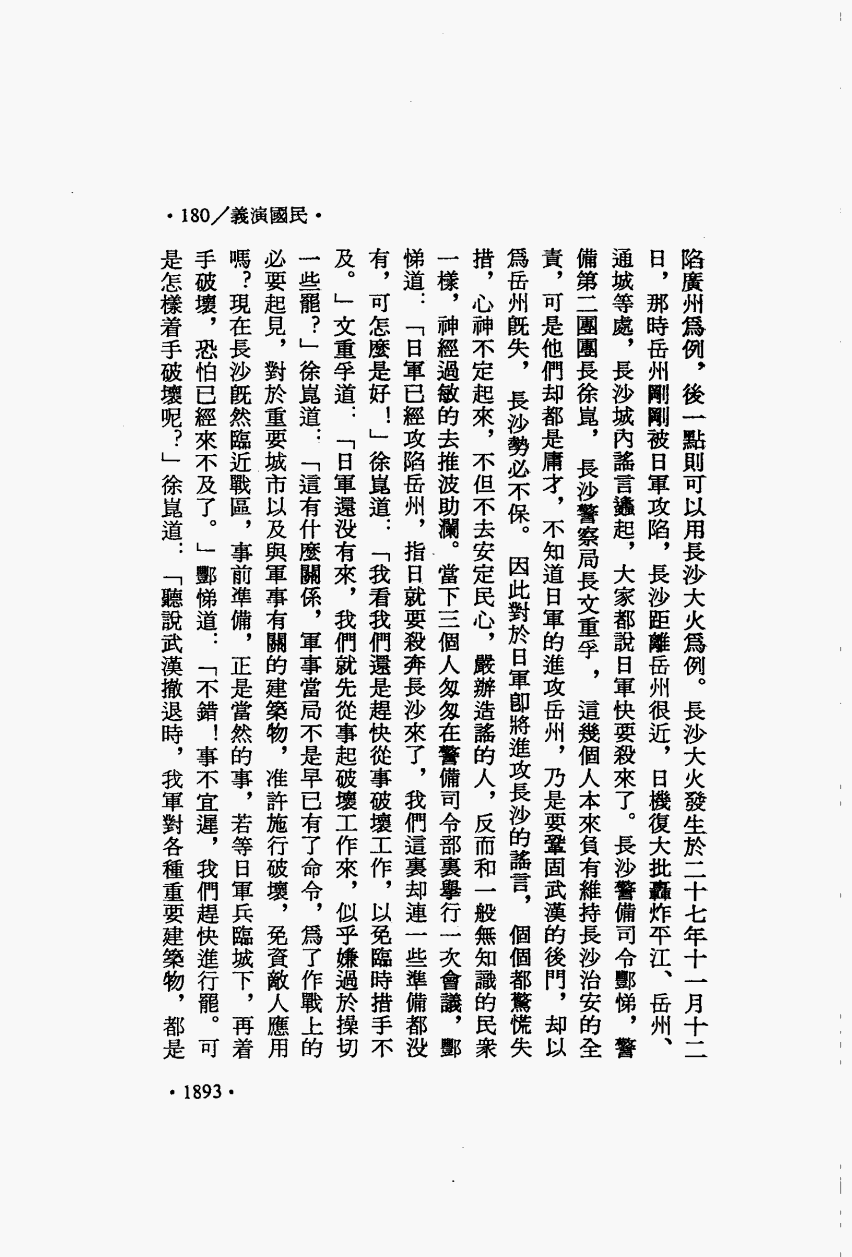 ・180／義演國民・
陷廣州爲例，後一點則可以用長沙大火爲例。長沙大火發生於二十七年十一月十二
日，那時岳州剛剛被日軍攻陷，長沙距離岳州很近，日機復大批轟炸平江、岳州、
通城等處，長沙城內謠言蠭起，大家都說日軍快要殺來了。長沙警備司令酆悌，警
備第二團團長徐崑，長沙警察局長文重孚，這幾個人本來負有維持長沙治安的全
責，可是他們却都是庸才，不知道日軍的進攻岳州，乃是要鞏固武漢的後門，却以
爲岳州旣失，長沙勢必不保。因此對於日軍卽將進攻長沙的謠言，個個都驚慌失
措，心神不定起來，不但不去安定民心，嚴辦造謠的人，反而和一般無知識的民衆
一樣，神經過敏的去推波助瀾。當下三個人匆匆在警備司令部裏舉行一次會議，酆
悌道：「日軍已經攻陷岳州，指日就要殺奔長沙來了，我們這裏却連一些準備都没
有，可怎麼是好！」徐崑道：「我看我們還是趕快從事破壞工作，以免臨時措手不
及。」文重孚道：「日軍還没有來，我們就先從事起破壞工作來，似乎嫌過於操切
一些罷？」徐崑道：「這有什麼關係，軍事當局不是早已有了命令，爲了作戰上的
必要起見，對於重要城市以及與軍事有關的建築物，准許施行破壞，免資敵人應用
嗎？現在長沙旣然臨近戰區，事前準備，正是當然的事，若等日軍兵臨城下，再着
手破壞，恐怕已經來不及了。」酆悌道：「不錯！事不宜遲，我們趕快進行罷。可
是怎樣着手破壞呢？」徐崑道：「聽說武漢撤退時，我軍對各種重要建築物，都是
・1893・